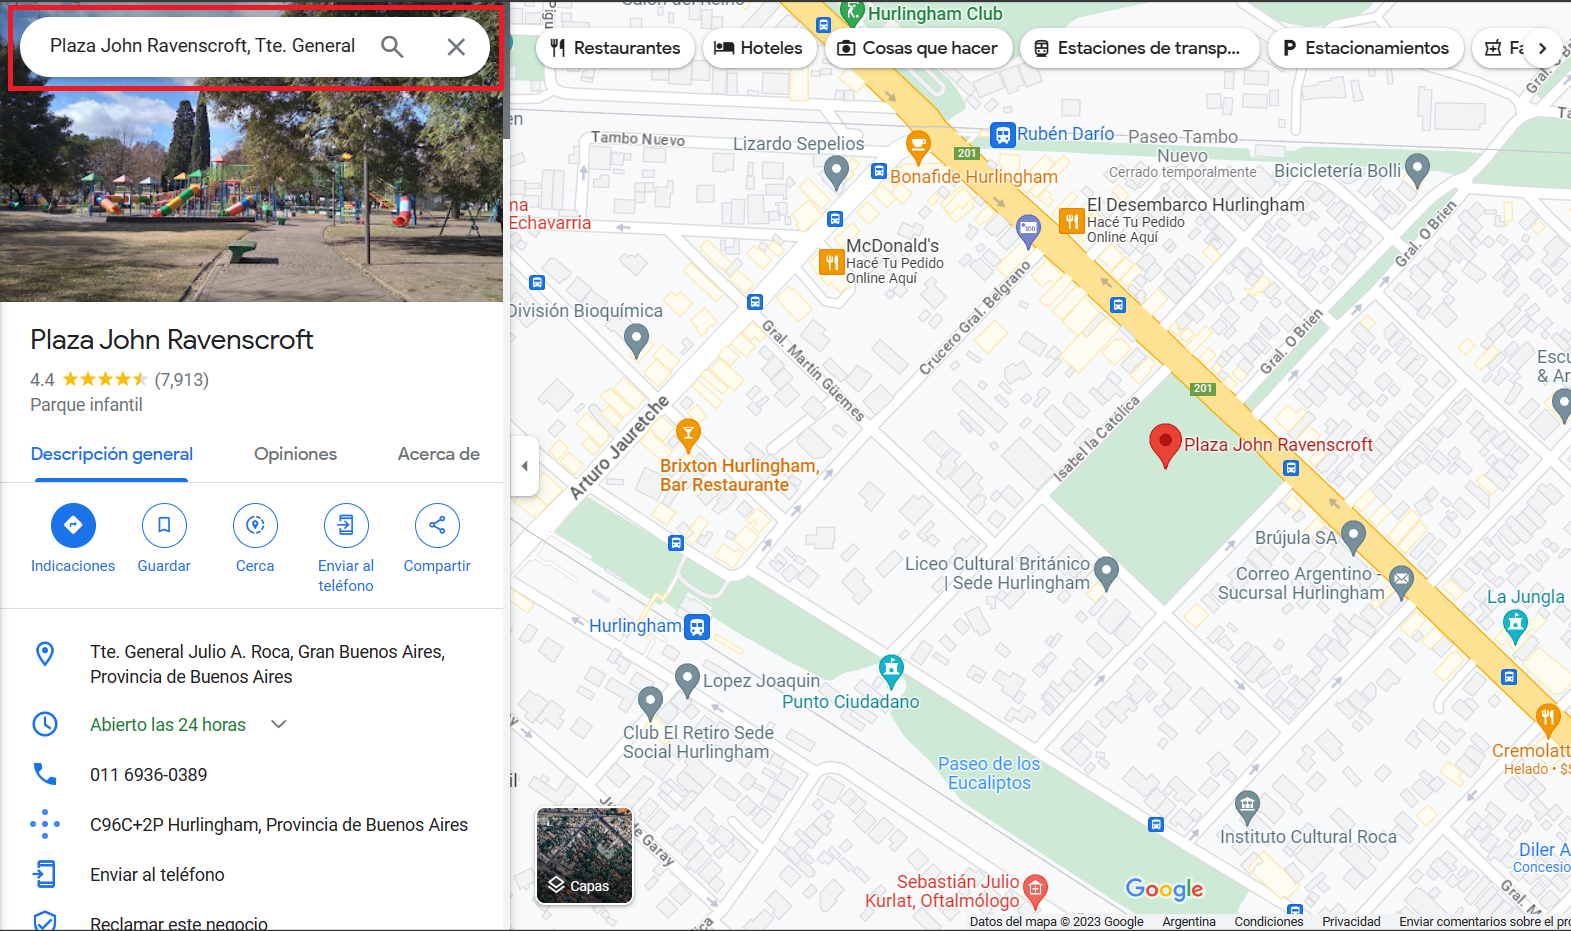 Plaza John Ravenscroft, Tte. General
Plaza John Ravenscroft
4.4 (7,913)
Parque infantil
Descripción general
Opiniones
Acerca de
Indicaciones
Guardar
Cerca
Enviar al
teléfono
Compartir
Tte. General Julio A. Roca, Gran Buenos Aires,
Provincia de Buenos Aires
Abierto las 24 horas
011 6936-0389
C96C+2P Hurlingham, Provincia de Buenos Aires
Enviar al teléfono
Reclamar este negocio
Hurlingham Club
Restaurantes
Hoteles
Cosas que hacer
Estaciones de transp...
Estacionamientos
Tambo Nuevo
Lizardo Sepelios
201
Rubén Darío
Paseo Tambo
Nuevo
Cerrado temporalmente
Bicicletería Bolli
Bonafide Hurlingham
Echavarria
El Desembarco Hurlingham
Hacé Tu Pedido
Online Aquí
McDonald's
Hacé Tu Pedido
Online Aquí
Gral. O'Brien
División Bioquímica
Crucero Gral. Belgrano
Gral. Martín Güemes
Gral. O'Brien
& Ar
201
Arturo Jauretche
Isabel la Católica
Plaza John Ravenscroft
Brixton Hurlingham,
Bar Restaurante
Brújula SA
Liceo Cultural Británico
| Sede Hurlingham
Correo Argentino -
Sucursal Hurlingham
La Jungla
Hurlingham
Lopez Joaquin
Punto Ciudadano
Club El Retiro Sede
Social Hurlingham
Cremolatt
Helado • $$
Paseo de los
Eucaliptos
de Garay
Instituto Cultural Roca
Diler A
Concesio
Capas
Sebastián Julio
Kurlat, Oftalmólogo
Google
Gral. M
Datos del mapa © 2023 Google
Argentina
Condiciones
Privacidad
Enviar comentarios sobre el pro